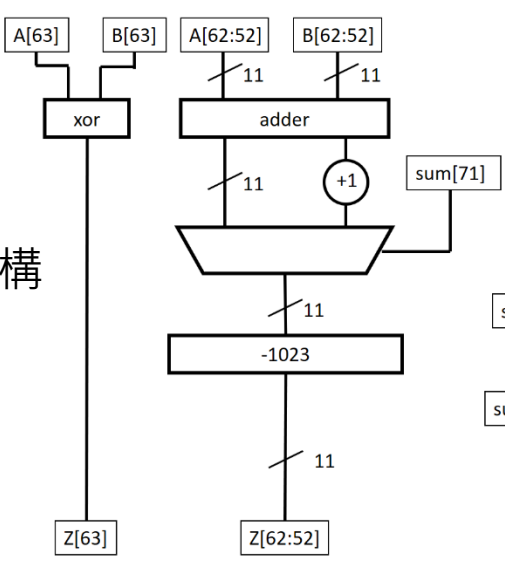 A[63]
B[63]
A[62:52]
B[62:52]
11
11
xor
adder
11
+1
sum[71]
構
11
-1023
s
su
11
Z[63]
Z[62:52]